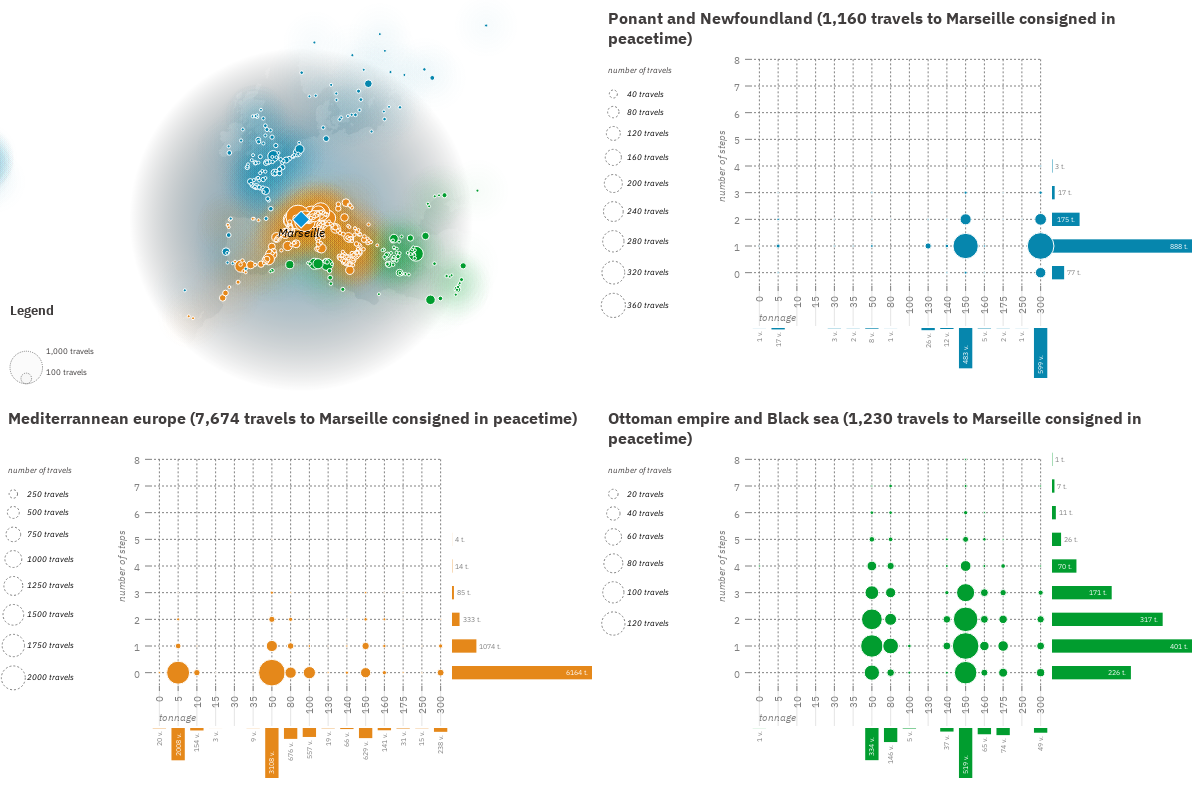 Marseille
Legend
1,000 travels
100 travels
Ponant and Newfoundland (1,160 travels to Marseille consigned in
peacetime)
number of travels
40 travels
80 travels
120 travels
160 travels
200 travels
240 travels
280 travels
320 travels
360 travels
number of steps
8
7
6
5
4
3
2
1
0
3 t.
17 t.
175 t.
888 t.
77 t.
0 5 10 15 30 35 50 80 100 130 140 150 160 175 250 300
tonnage
1 v. 17 v. 3 v. 2 v. 8 v. 1 v. 26 v. 12 v. 483 v. 5 v. 2 v. 1 v. 599 v.
Mediterrannean europe (7,674 travels to Marseille consigned in peacetime)
number of travels
250 travels
500 travels
750 travels
1000 travels
1250 travels
1500 travels
1750 travels
2000 travels
number of steps
8
7
6
5
4
3
2
1
0
4 t.
14 t.
85 t.
333 t.
1074 t.
6164 t.
0 5 10 15 30 35 50 80 100 130 140 150 160 175 250 300
tonnage
20 v. 2008 v. 154 v. 3 v. 9 v. 3108 v. 676 v. 557 v. 19 v. 66 v. 629 v. 141 v. 31 v. 15 v. 238 v.
Ottoman empire and Black sea (1,230 travels to Marseille consigned in
peacetime)
number of travels
20 travels
40 travels
60 travels
80 travels
100 travels
120 travels
number of steps
8
7
6
5
4
3
2
1
0
1 t.
7 t.
11 t.
26 t.
70 t.
171 t.
317 t.
401 t.
226 t.
0 5 10 15 30 35 50 80 100 130 140 150 160 175 250 300
tonnage
1 v. 334 v. 146 v. 5 v. 37 v. 519 v. 65 v. 74 v. 49 v.